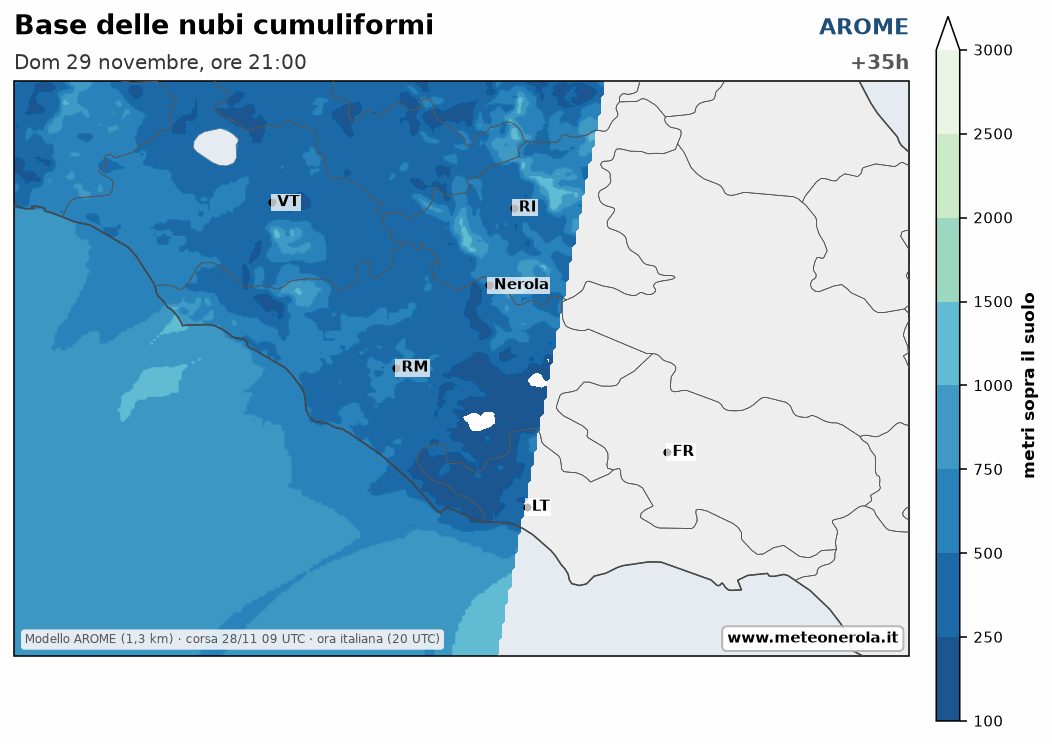 Base delle nubi cumuliformi
AROME
Dom 29 novembre, ore 21:00
+35h
VT
RI
Nerola
RM
FR
LT
Modello AROME (1,3 km) · corsa 28/11 09 UTC · ora italiana (20 UTC)
www.meteonerola.it
3000
2500
2000
1500
1000
750
500
250
100
metri sopra il suolo